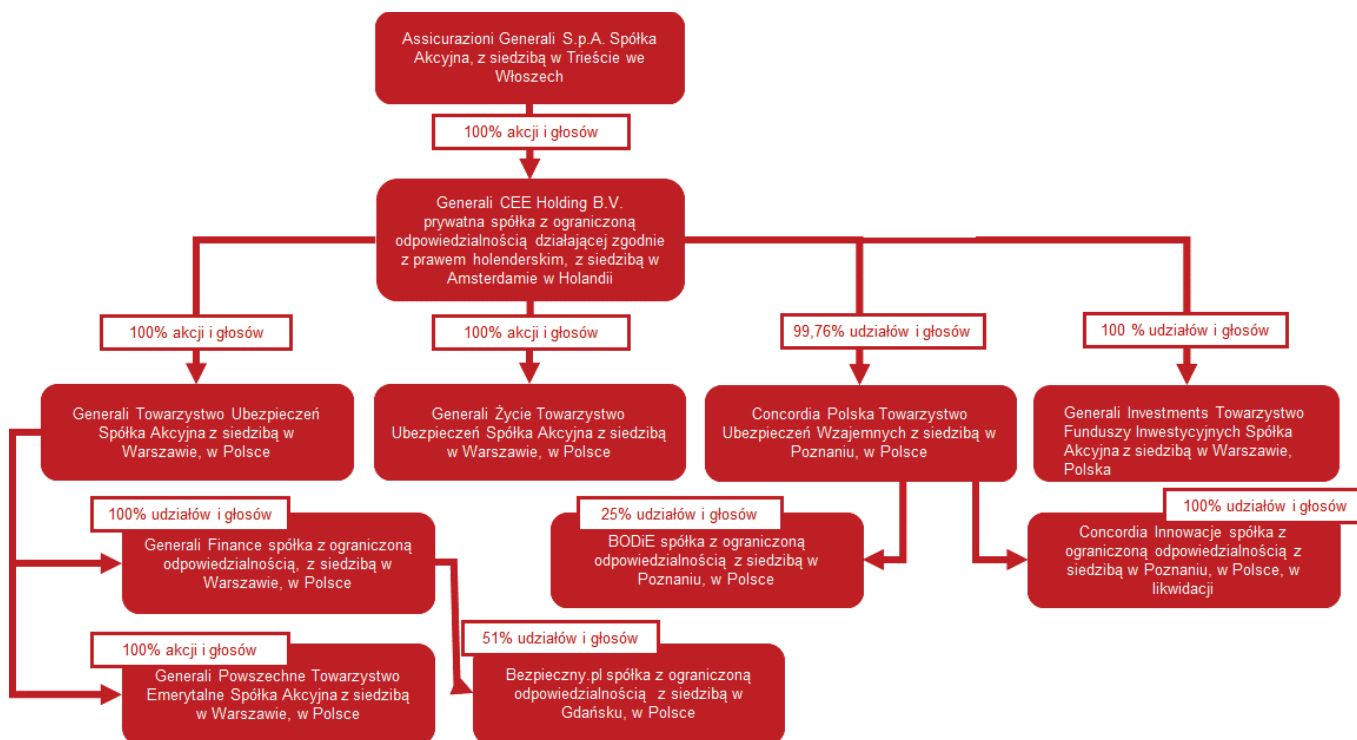 Assicurazioni Generali S.p.A. Spółka
Akcyjna, z siedzibą w Trieście we
Włoszech
100% akcji i głosów
Generali CEE Holding B.V.
prywatna spółka z ograniczoną
odpowiedzialnością działającej zgodnie
z prawem holenderskim, z siedzibą w
Amsterdamie w Holandii
100% akcji i głosów
100% akcji i głosów
99,76% udziałów i głosów
100 % udziałów i głosów
Generali Towarzystwo Ubezpieczeń
Spółka Akcyjna z siedzibą w
Warszawie, w Polsce
Generali Życie Towarzystwo
Ubezpieczeń Spółka Akcyjna z siedzibą
w Warszawie, w Polsce
Concordia Polska Towarzystwo
Ubezpieczeń Wzajemnych z siedzibą w
Poznaniu, w Polsce
Generali Investments Towarzystwo
Funduszy Inwestycyjnych Spółka
Akcyjna z siedzibą w Warszawie,
Polska
100% udziałów i głosów
Generali Finance spółka z ograniczoną
odpowiedzialnością, z siedzibą w
Warszawie, w Polsce
25% udziałów i głosów
BODiE spółka z ograniczoną
odpowiedzialnością z siedzibą w
Poznaniu, w Polsce
100% udziałów i głosów
Concordia Innowacje spółka z
ograniczoną odpowiedzialnością z
siedzibą w Poznaniu, w Polsce, w
likwidacji
100% akcji i głosów
Generali Powszechne Towarzystwo
Emerytalne Spółka Akcyjna z siedzibą
w Warszawie, w Polsce
51% udziałów i głosów
Bezpieczny.pl spółka z ograniczoną
odpowiedzialnością z siedzibą w
Gdańsku, w Polsce